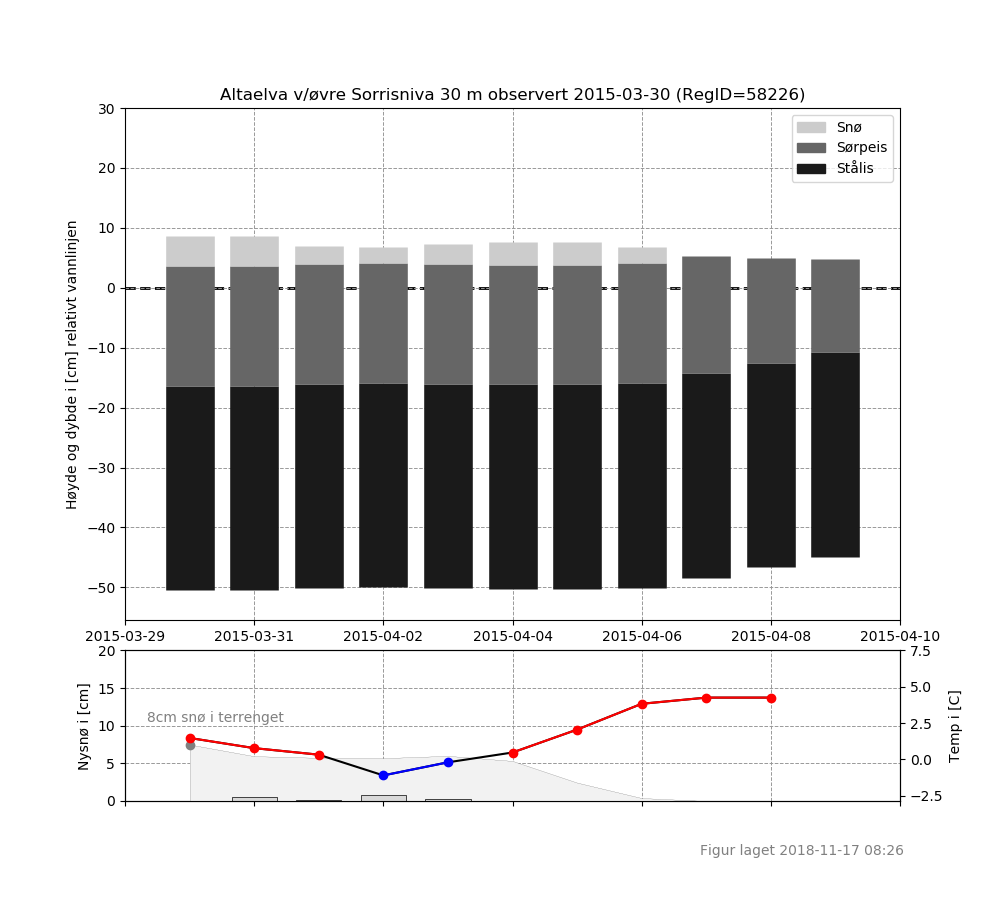 Altaelva v/øvre Sorrisniva 30 m observert 2015-03-30 (RegID=58226)
30
20
10
0
−10
−20
−30
−40
−50
Høyde og dybde i [cm] relativt vannlinjen
Snø
Sørpeis
Stålis
2015-03-29
2015-03-31
2015-04-02
2015-04-04
2015-04-06
2015-04-08
2015-04-10
20
15
10
5
0
Nysnø i [cm]
8cm snø i terrenget
7.5
5.0
2.5
0.0
−2.5
Temp i [C]
Figur laget 2018-11-17 08:26